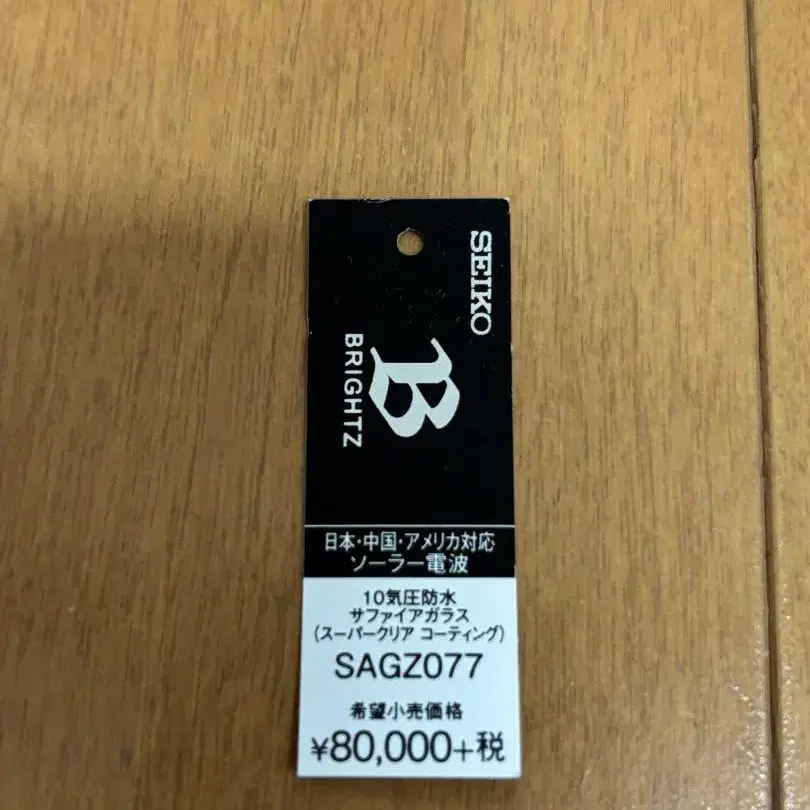 SEIKO
B
BRIGHTZ
日本・中国・アメリカ対応
ソーラー電波
10気圧防水
サファイアガラス
(スーパークリア コーティング)
SAGZ077
希望小売価格
¥80,000+税